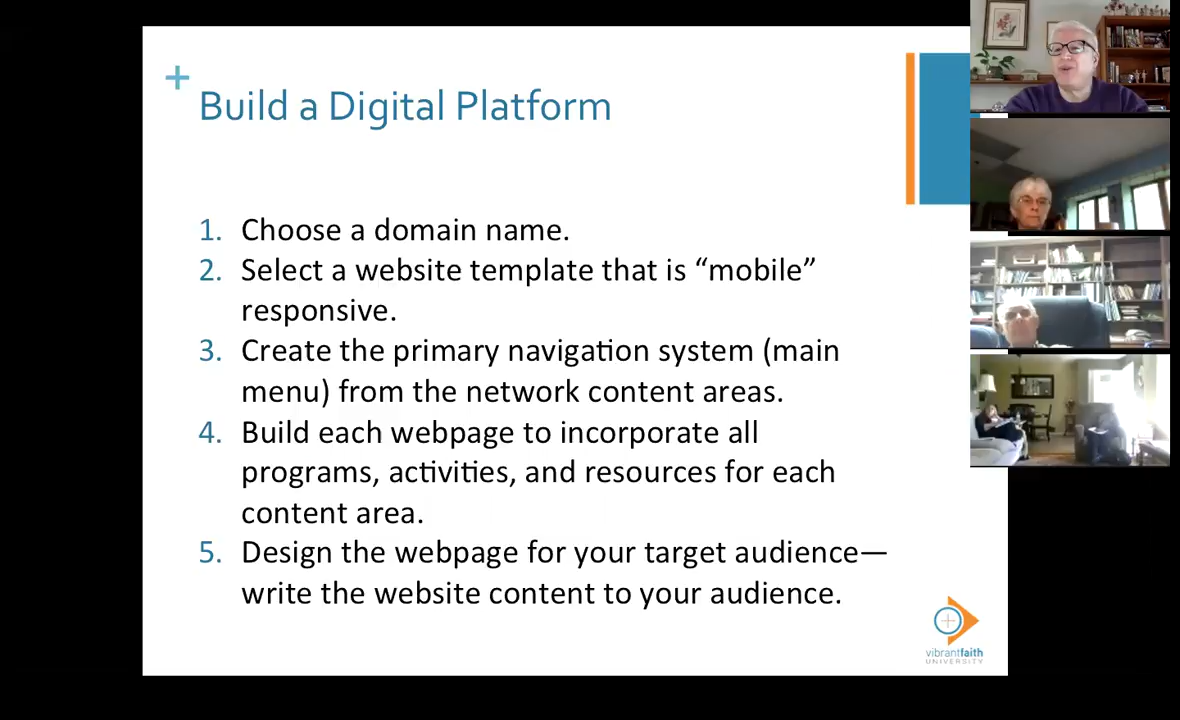 Build a Digital Platform
1. Choose a domain name.
2. Select a website template that is “mobile”
responsive.
3. Create the primary navigation system (main
menu) from the network content areas.
4. Build each webpage to incorporate all
programs, activities, and resources for each
content area.
5. Design the webpage for your target audience—
write the website content to your audience.
vibrantfaith
UNIVERSITY